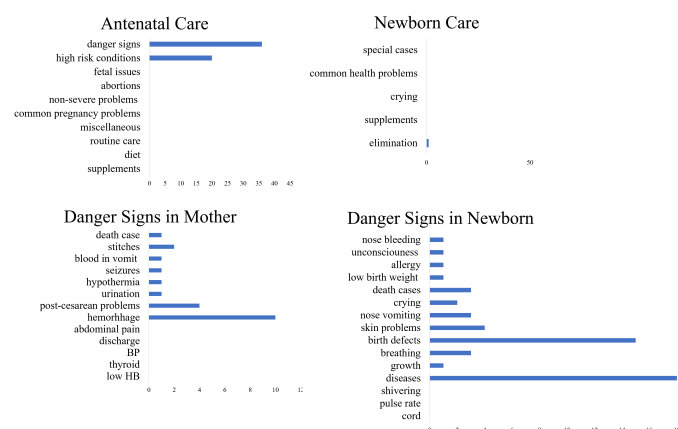 Antenatal Care
danger signs
high risk conditions
fetal issues
abortions
non-severe problems
common pregnancy problems
miscellaneous
routine care
diet
supplements
0 5 10 15 20 25 30 35 40 45
Newborn Care
special cases
common health problems
crying
supplements
elimination
0 50
Danger Signs in Mother
death case
stitches
blood in vomit
seizures
hypothermia
urination
post-cesarean problems
hemorhhage
abdominal pain
discharge
BP
thyroid
low HB
0 2 4 6 8 10
Danger Signs in Newborn
nose bleeding
unconsciousness
allergy
low birth weight
death cases
crying
nose vomiting
skin problems
birth defects
breathing
growth
diseases
shivering
pulse rate
cord